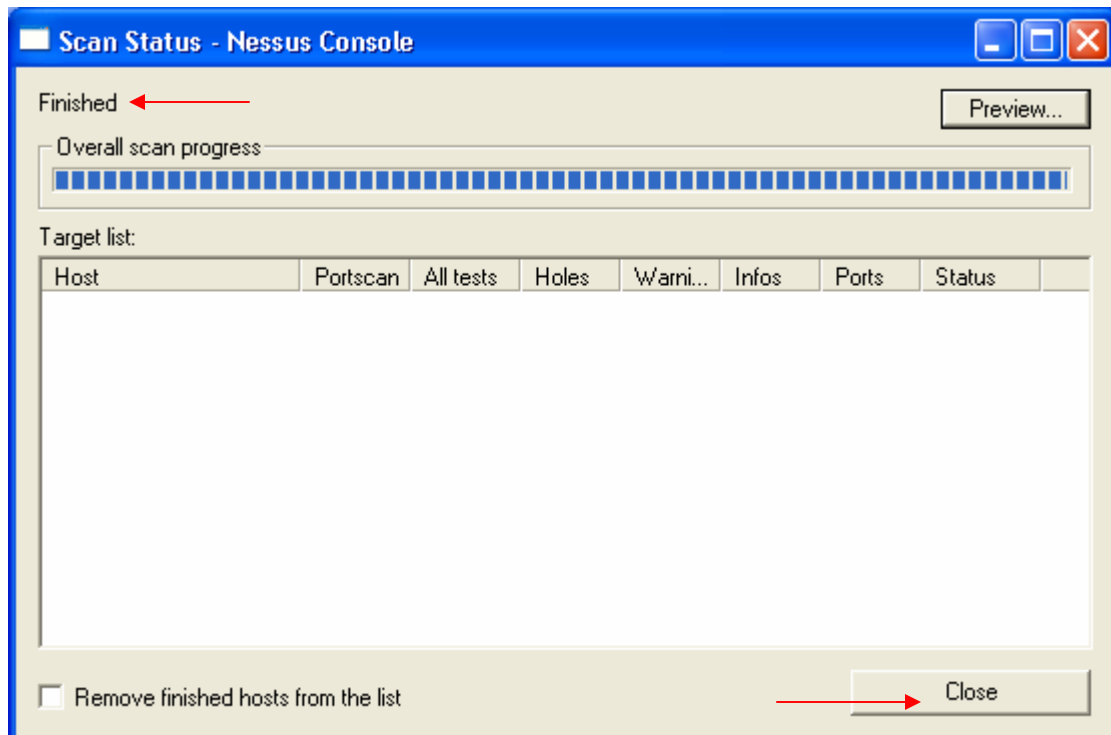 Scan Status - Nessus Console
Finished
Preview...
Overall scan progress
Target list:
Host Portscan All tests Holes Warni... Infos Ports Status
Remove finished hosts from the list
Close